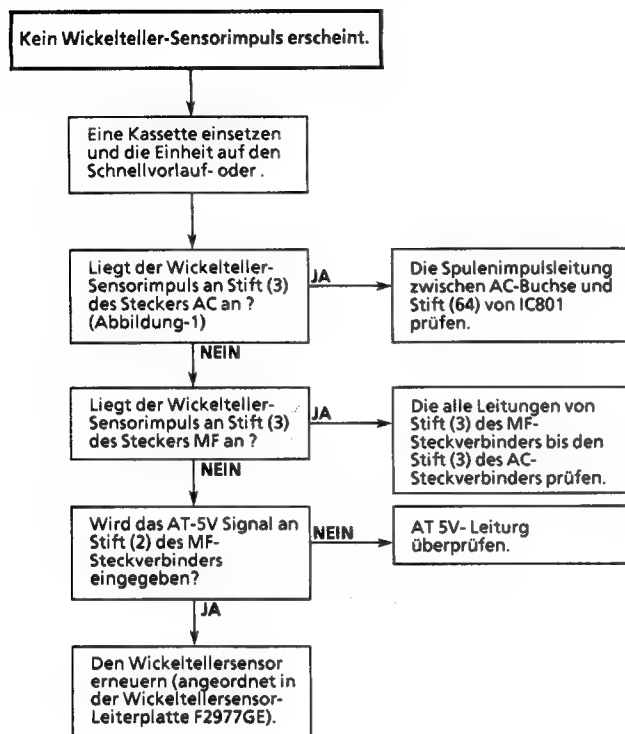 Kein Wickelteller-Sensorimpuls erscheint.
Eine Kassette einsetzen
und die Einheit auf den
Schnellvorlauf- oder .
Liegt der Wickelteller-
Sensorimpuls an Stift (3)
des Steckers AC an ?
(Abbildung-1)
JA
Die Spulenimpulsleitung
zwischen AC-Buchse und
Stift (64) von IC801
prüfen.
NEIN
Liegt der Wickelteller-
Sensorimpuls an Stift (3)
des Steckers MF an ?
JA
Die alle Leitungen von
Stift (3) des MF-
Steckverbinders bis den
Stift (3) des AC-
Steckverbinders prüfen.
NEIN
Wird das AT-5V Signal an
Stift (2) des MF-
Steckverbinders
eingegeben?
NEIN
AT 5V- Leiturg
überprüfen.
JA
Den Wickeltellersensor
erneuern (angeordnet in
der Wickeltellersensor-
Leiterplatte F2977GE).